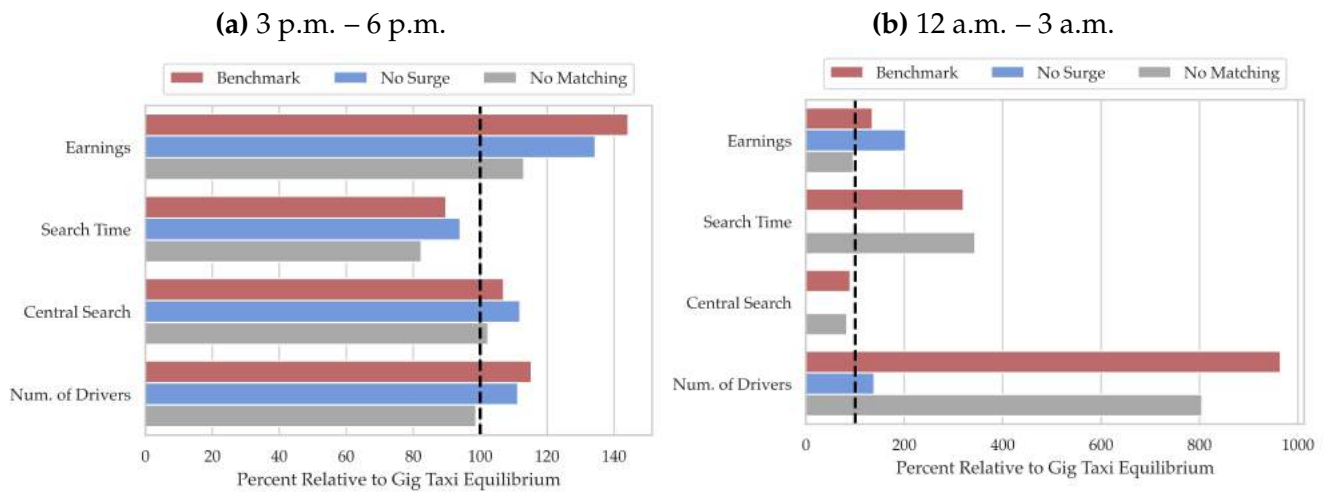 (a) 3 p.m. – 6 p.m.
Benchmark No Surge No Matching
Earnings
Search Time
Central Search
Num. of Drivers
0 20 40 60 80 100 120 140
Percent Relative to Gig Taxi Equilibrium
(b) 12 a.m. – 3 a.m.
Benchmark No Surge No Matching
Earnings
Search Time
Central Search
Num. of Drivers
0 200 400 600 800 1000
Percent Relative to Gig Taxi Equilibrium